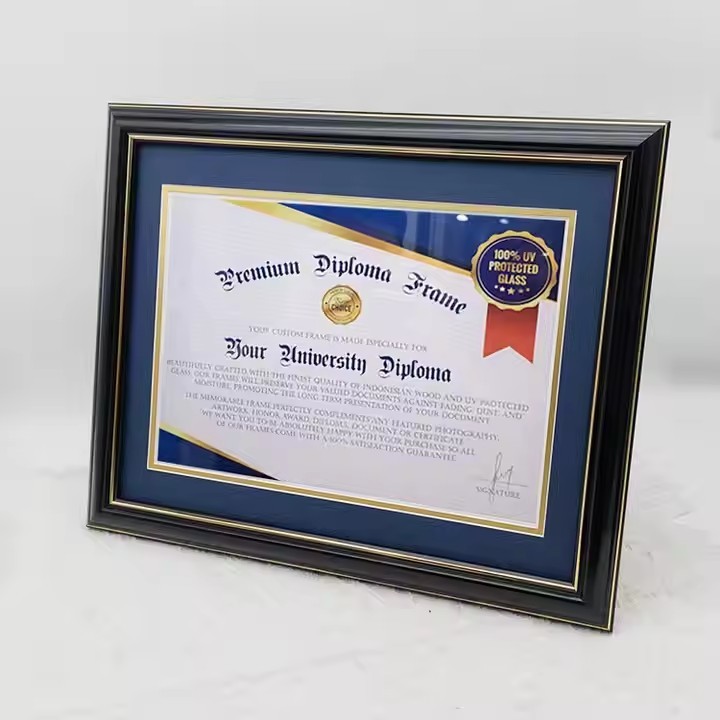 Premium Diploma Frame
100% UV
PROTECTED
GLASS
CHOICE
YOUR CUSTOM FRAME IS MADE ESPECIALLY FOR
Your University Diploma
BEAUTIFULLY CRAFTED WITH THE FINEST QUALITY OF INDONESIAN WOOD AND UV PROTECTED
GLASS, OUR FRAMES WILL PRESERVE YOUR VALUED DOCUMENTS AGAINST FADING, DUST AND
MOISTURE, PROMOTING THE LONG TERM PRESENTATION OF YOUR DOCUMENT
THE MEMORABLE FRAME PERFECTLY COMPLEMENTS ANY FEATURED PHOTOGRAPHY,
ARTWORK, HONOR, AWARD, DIPLOMA, DOCUMENT OR CERTIFICATE
WE WANT YOU TO BE ABSOLUTELY HAPPY WITH YOUR PURCHASE SO ALL
OF OUR FRAMES COME WITH A 100% SATISFACTION GUARANTEE
SIGNATURE